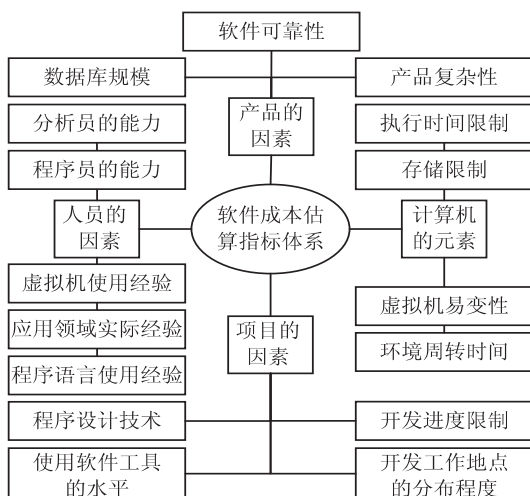 软件可靠性
数据库规模
产品复杂性
分析员的能力
产品的
因素
执行时间限制
程序员的能力
存储限制
人员的
因素
软件成本估
算指标体系
计算机
的元素
虚拟机使用经验
虚拟机易变性
应用领域实际经验
项目的
因素
环境周转时间
程序语言使用经验
程序设计技术
开发进度限制
使用软件工具
的水平
开发工作地点
的分布程度